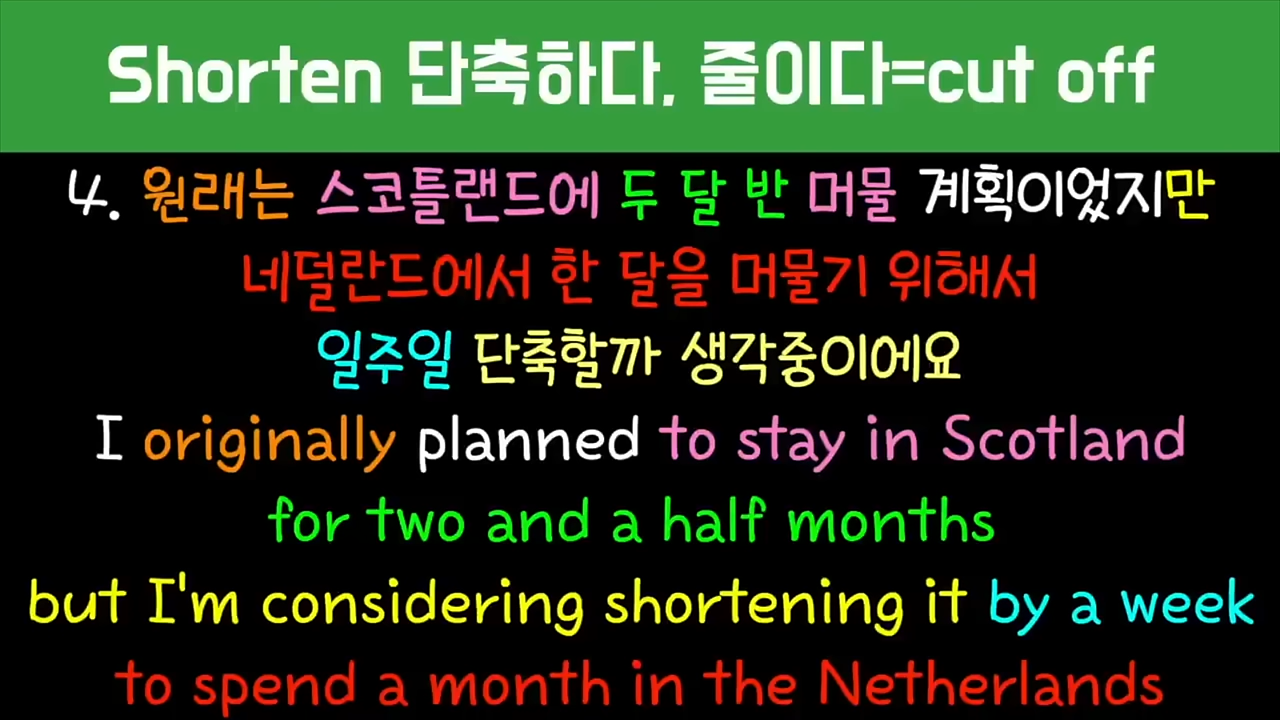 Shorten 단축하다, 줄이다=cut off
4. 원래는 스코틀랜드에 두 달 반 머물 계획이었지만
네덜란드에서 한 달을 머물기 위해서
일주일 단축할까 생각중이에요
I originally planned to stay in Scotland
for two and a half months
but I'm considering shortening it by a week
to spend a month in the Netherlands